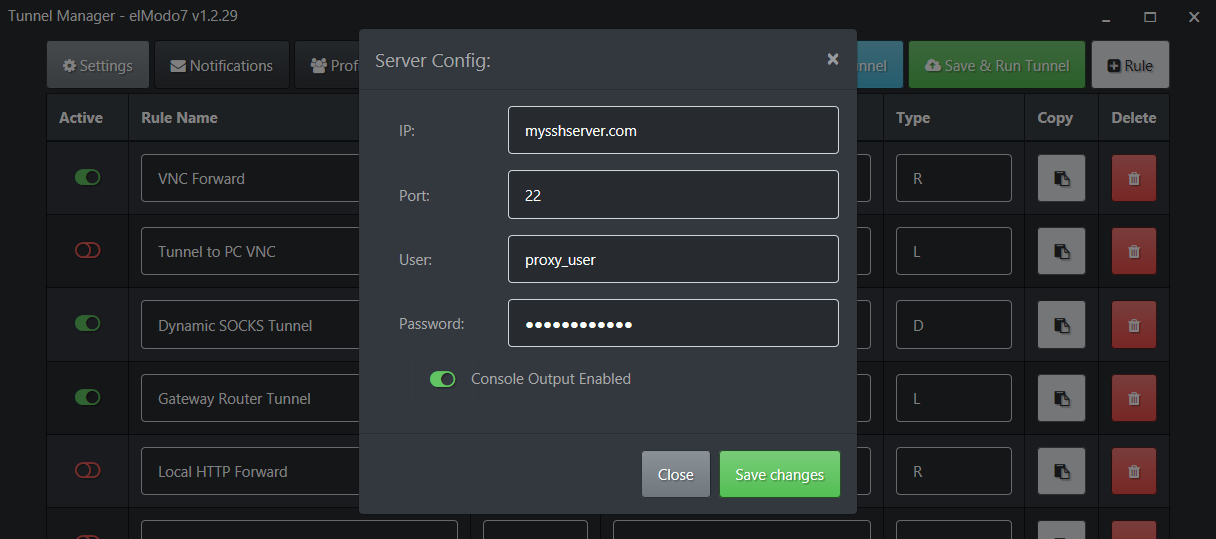 Tunnel Manager - elModo7 v1.2.29
Settings Notifications Save & Run Tunnel Rule
Server Config:
Active Rule Name Type Copy Delete
IP: mysshserver.com
VNC Forward R
Port: 22
Tunnel to PC VNC L
User: proxy_user
Dynamic SOCKS Tunnel D
Password: ●●●●●●●●●●●●
Console Output Enabled
Gateway Router Tunnel L
Local HTTP Forward R
Close Save changes